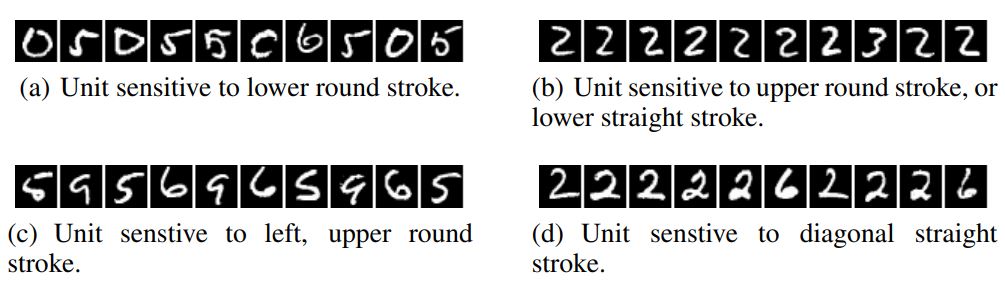 0 5 0 5 5 C 6 5 0 5
(a) Unit sensitive to lower round stroke.
2 2 2 2 2 2 2 3 2 2
(b) Unit sensitive to upper round stroke, or
lower straight stroke.
5 9 5 6 9 6 5 9 6 5
(c) Unit senstive to left, upper round
stroke.
2 2 2 2 2 6 2 2 2 6
(d) Unit senstive to diagonal straight
stroke.